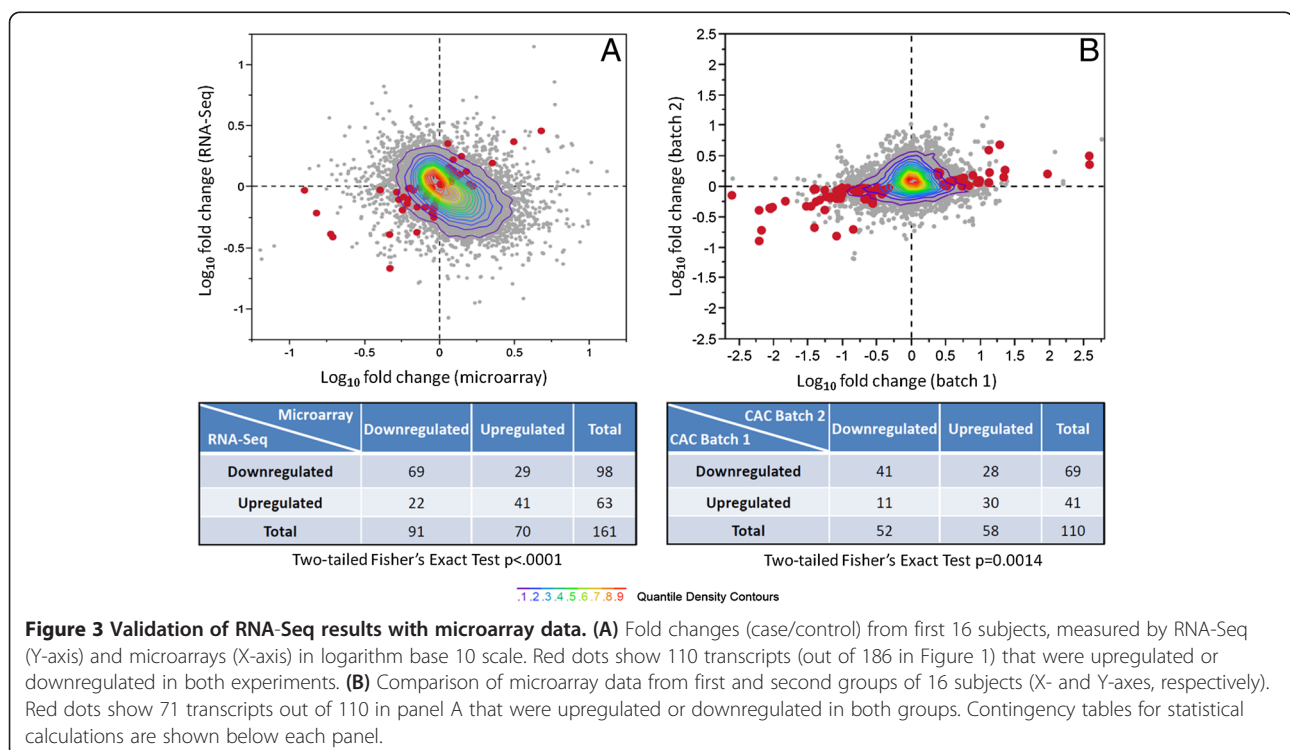 A
Log10 fold change (RNA-Seq)
1
0.5
0
-0.5
-1
-1
-0.5
0
0.5
1
Log10 fold change (microarray)
B
Log10 fold change (batch 2)
2.5
2
1.5
1
0.5
0
-0.5
-1
-1.5
-2
-2.5
-2.5 -2 -1.5 -1 -0.5 0 0.5 1 1.5 2 2.5
Log10 fold change (batch 1)
Microarray
RNA-Seq
Downregulated Upregulated Total
Downregulated 69 29 98
Upregulated 22 41 63
Total 91 70 161
Two-tailed Fisher's Exact Test p<.0001
CAC Batch 2
CAC Batch 1
Downregulated Upregulated Total
Downregulated 41 28 69
Upregulated 11 30 41
Total 52 58 110
Two-tailed Fisher's Exact Test p=0.0014
.1 .2 .3 .4 .5 .6 .7 .8 .9 Quantile Density Contours
Figure 3 Validation of RNA-Seq results with microarray data. (A) Fold changes (case/control) from first 16 subjects, measured by RNA-Seq
(Y-axis) and microarrays (X-axis) in logarithm base 10 scale. Red dots show 110 transcripts (out of 186 in Figure 1) that were upregulated or
downregulated in both experiments. (B) Comparison of microarray data from first and second groups of 16 subjects (X- and Y-axes, respectively).
Red dots show 71 transcripts out of 110 in panel A that were upregulated or downregulated in both groups. Contingency tables for statistical
calculations are shown below each panel.